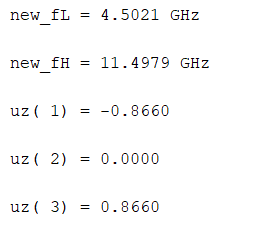 new_fL = 4.5021 GHz
new_fH = 11.4979 GHz
uz( 1) = -0.8660
uz( 2) = 0.0000
uz( 3) = 0.8660